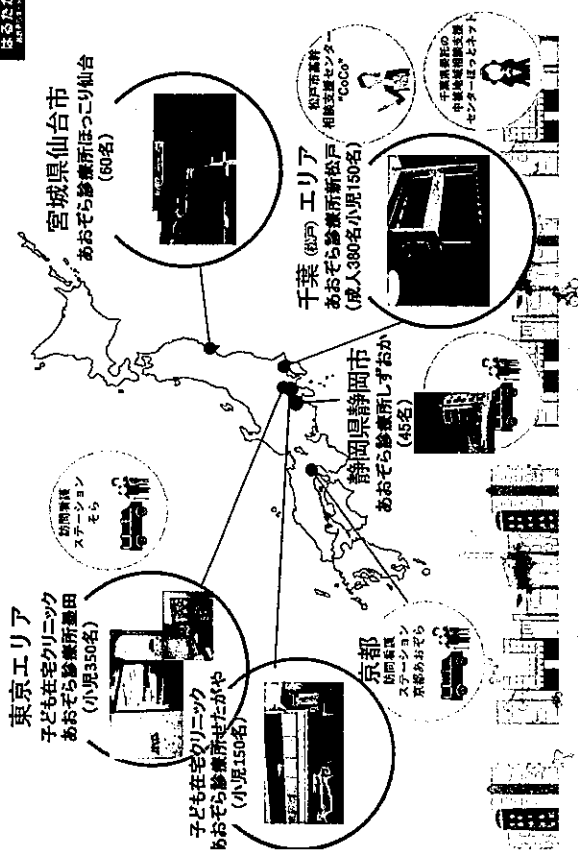 はるたか
東京エリア
子ども在宅クリニック
あおぞら診療所墨田
(小児350名)
子ども在宅クリニック
あおぞら診療所せたがや
(小児150名)
訪問看護
ステーション
そら
宮城県仙台市
あおぞら診療所ほっこり仙台
(60名)
京都
訪問看護
ステーション
京都あおぞら
静岡県静岡市
あおぞら診療所しずおか
(45名)
千葉(松戸)エリア
あおぞら診療所新松戸
(成人380名小児150名)
松戸市基幹
相談支援センター
"CoCo"
千葉県委託の
中核地域相談支援
センターほっとネット